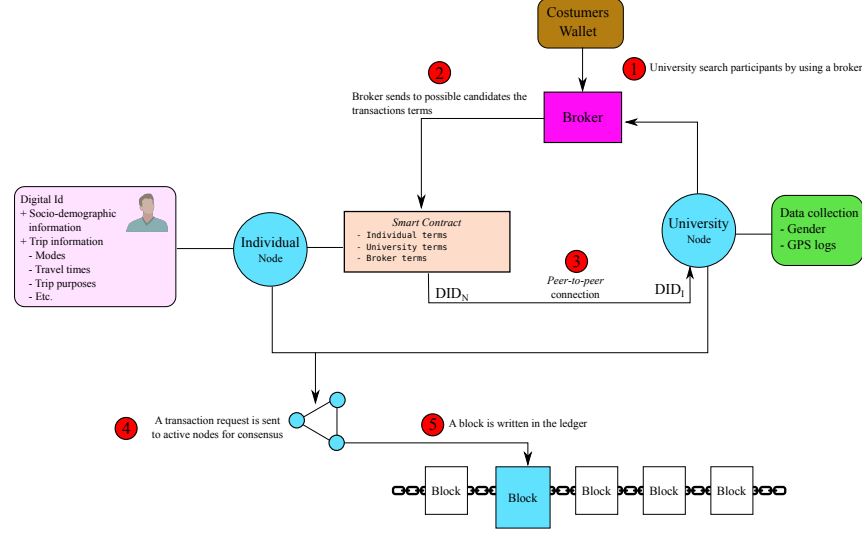 Costumers
Wallet
1
University search participants by using a broker
2
Broker sends to possible candidates the
transactions terms
Broker
Digital Id
+ Socio-demographic
information
+ Trip information
- Modes
- Travel times
- Trip purposes
- Etc.
Individual
Node
Smart Contract
- Individual terms
- University terms
- Broker terms
University
Node
Data collection
- Gender
- GPS logs
3
Peer-to-peer
connection
DIDN
DIDI
4
A transaction request is sent
to active nodes for consensus
5
A block is written in the ledger
Block
Block
Block
Block
Block